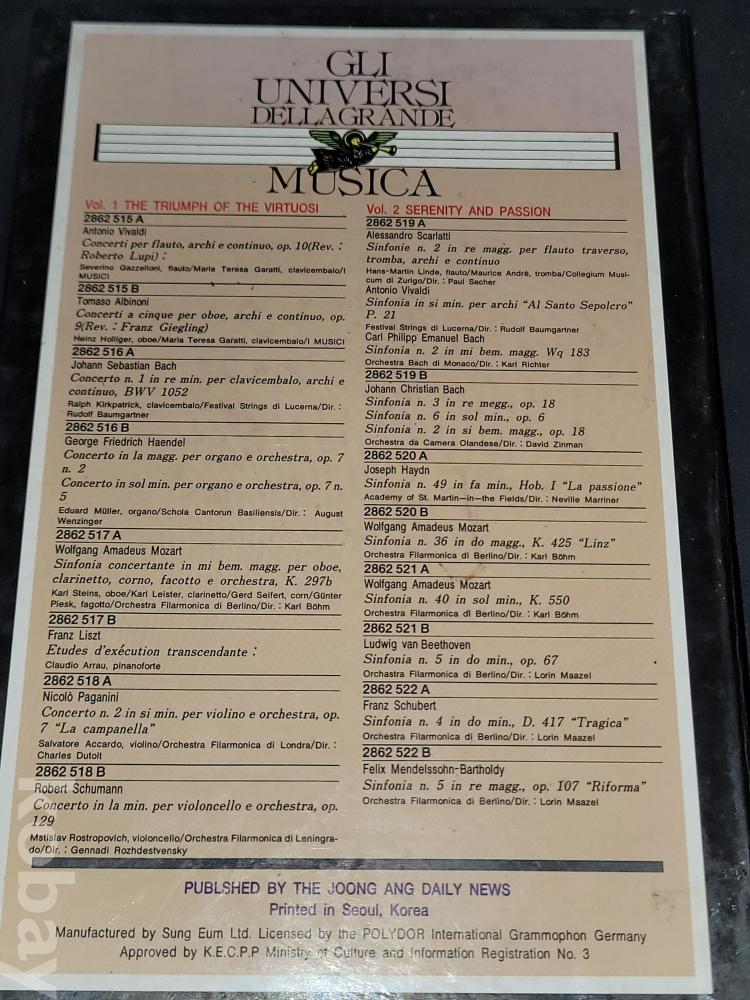 GLI
UNIVERSI
DELLAGRANDE
MUSICA
Vol. 1 THE TRIUMPH OF THE VIRTUOSI
2862 515 A
Antonio Vivaldi
Concerti per flauto, archi e continuo, op. 10(Rev. :
Roberto Lupi) :
Severino Gazzelloni, flauto/Maria Teresa Garatti, clavicembalo/I
MUSICI
2862 515 B
Tomaso Albinoni
Concerti a cinque per oboe, archi e continuo, op.
9(Rev. : Franz Giegling)
Heinz Holliger, oboe/Maria Teresa Garatti, clavicembalo/I MUSICI
2862 516 A
Johann Sebastian Bach
Concerto n. 1 in re min. per clavicembalo, archi e
continuo, BWV 1052
Ralph Kirkpatrick, clavicembalo/Festival Strings di Lucerna/Dir. :
Rudolf Baumgartner
2862 516 B
George Friedrich Haendel
Concerto in la magg. per organo e orchestra, op. 7
n. 2
Concerto in sol min. per organo e orchestra, op. 7 n.
5
Eduard Müller, organo/Schola Cantorun Basiliensis/Dir. : August
Wenzinger
2862 517 A
Wolfgang Amadeus Mozart
Sinfonia concertante in mi bem. magg. per oboe,
clarinetto, corno, facotto e orchestra, K. 297b
Karl Steins, oboe/Karl Leister, clarinetto/Gerd Seifert, corn/Günter
Piesk, fagotto/Orchestra Filarmonica di Berlino/Dir. : Karl Böhm
2862 517 B
Franz Liszt
Etudes d'exécution transcendante :
Claudio Arrau, pinanoforte
2862 518 A
Nicolò Paganini
Concerto n. 2 in si min. per violino e orchestra, op.
7 "La campanella"
Salvatore Accardo, violino/Orchestra Filarmonica di Londra/Dir. :
Charles Dutoit
2862 518 B
Robert Schumann
Concerto in la min. per violoncello e orchestra, op.
129
Mstislav Rostropovich, violoncello/Orchestra Filarmonica di Leningra-
do/Dir. : Gennadi Rozhdestvensky
Vol. 2 SERENITY AND PASSION
2862 519 A
Alessandro Scarlatti
Sinfonie n. 2 in re magg. per flauto traverso,
tromba, archi e continuo
Hans-Martin Linde, flauto/Maurice André, tromba/Collegium Musi-
cum di Zurigo/Dir. : Paul Sacher
Antonio Vivaldi
Sinfonia in si min. per archi "Al Santo Sepolcro"
P. 21
Festival Strings di Lucerna/Dir. : Rudolf Baumgartner
Carl Philipp Emanuel Bach
Sinfonia n. 2 in mi bem. magg. Wq 183
Orchestra Bach di Monaco/Dir. : Karl Richter
2862 519 B
Johann Christian Bach
Sinfonia n. 3 in re megg., op. 18
Sinfonia n. 6 in sol min., op. 6
Sinfonia n. 2 in si bem. magg., op. 18
Orchestra da Camera Olandese/Dir. : David Zinman
2862 520 A
Joseph Haydn
Sinfonia n. 49 in fa min., Hob. I "La passione"
Academy of St. Martin—in—the Fields/Dir. : Neville Marriner
2862 520 B
Wolfgang Amadeus Mozart
Sinfonia n. 36 in do magg., K. 425 "Linz"
Orchestra Filarmonica di Berlino/Dir. : Karl Böhm
2862 521 A
Wolfgang Amadeus Mozart
Sinfonia n. 40 in sol min., K. 550
Orchestra Filarmonica di Berlino/Dir. : Karl Böhm
2862 521 B
Ludwig van Beethoven
Sinfonia n. 5 in do min., op. 67
Orchestra Filarmonica di Berlino/Dir. : Lorin Maazel
2862 522 A
Franz Schubert
Sinfonia n. 4 in do min., D. 417 "Tragica"
Orchestra Filarmonica di Berlino/Dir. : Lorin Maazel
2862 522 B
Felix Mendelssohn-Bartholdy
Sinfonia n. 5 in re magg., op. 107 "Riforma"
Orchestra Filarmonica di Berlino/Dir. : Lorin Maazel
PUBLSHED BY THE JOONG ANG DAILY NEWS
Printed in Seoul, Korea
Manufactured by Sung Eum Ltd. Licensed by the POLYDOR International Grammophon Germany
Approved by K.E.C.P.P Ministry of Culture and Information Registration No. 3
kobay